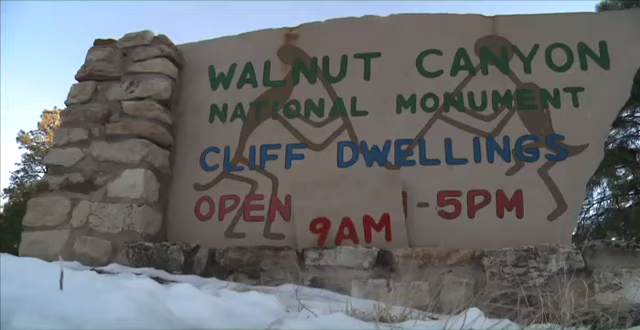 WALNUT CANYON
NATIONAL MONUMENT
CLIFF DWELLINGS
OPEN 9AM -5PM